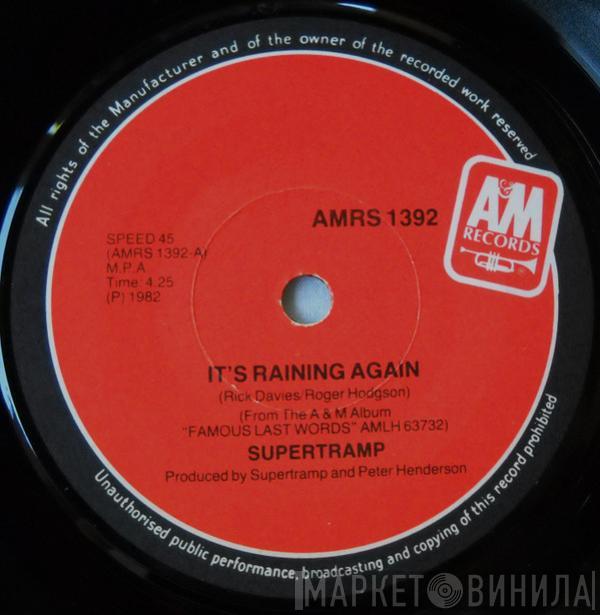 All rights of the Manufacturer and of the owner of the recorded work reserved
A&M
RECORDS
AMRS 1392
SPEED 45
(AMRS 1392-A)
M.P.A
Time: 4.25
(P) 1982
IT'S RAINING AGAIN
(Rick Davies/Roger Hodgson)
(From The A & M Album
"FAMOUS LAST WORDS" AMLH 63732)
SUPERTRAMP
Produced by Supertramp and Peter Henderson
Unauthorised public performance, broadcasting and copying of this record prohibited
МАРКЕТ ВИНИЛА